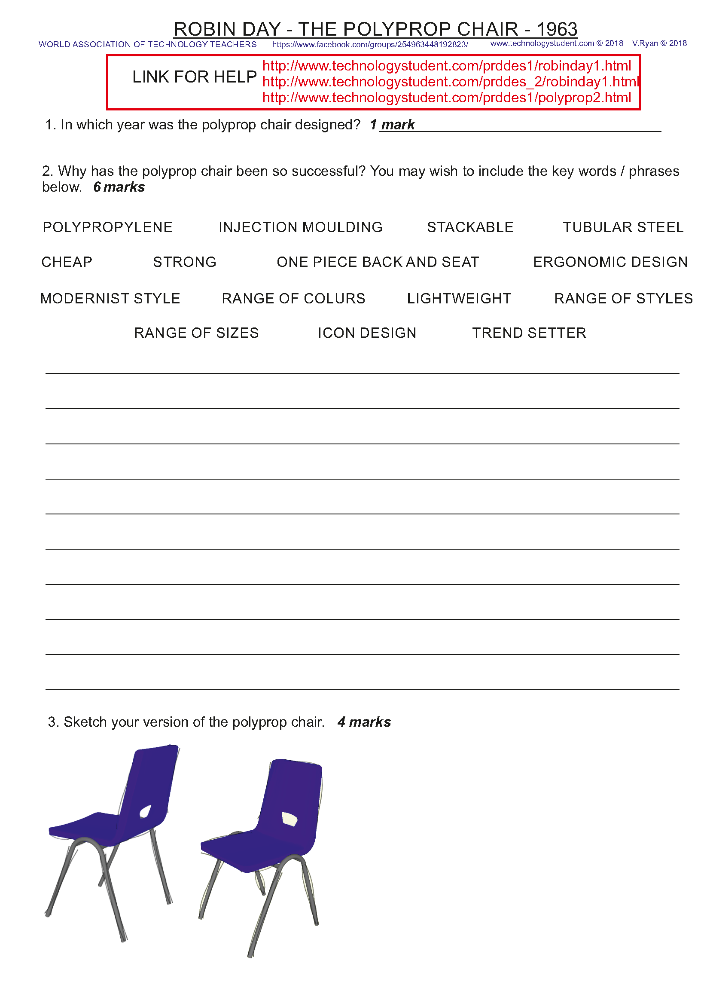 ROBIN DAY - THE POLYPROP CHAIR - 1963
WORLD ASSOCIATION OF TECHNOLOGY TEACHERS https://www.facebook.com/groups/254963448192823/ www.technologystudent.com © 2018 V.Ryan © 2018
LINK FOR HELP
http://www.technologystudent.com/prddes1/robinday1.html
http://www.technologystudent.com/prddes_2/robinday1.html
http://www.technologystudent.com/prddes1/polyprop2.html
1. In which year was the polyprop chair designed? 1 mark
2. Why has the polyprop chair been so successful? You may wish to include the key words / phrases
below. 6 marks
POLYPROPYLENE INJECTION MOULDING STACKABLE TUBULAR STEEL
CHEAP STRONG ONE PIECE BACK AND SEAT ERGONOMIC DESIGN
MODERNIST STYLE RANGE OF COLURS LIGHTWEIGHT RANGE OF STYLES
RANGE OF SIZES ICON DESIGN TREND SETTER
3. Sketch your version of the polyprop chair. 4 marks